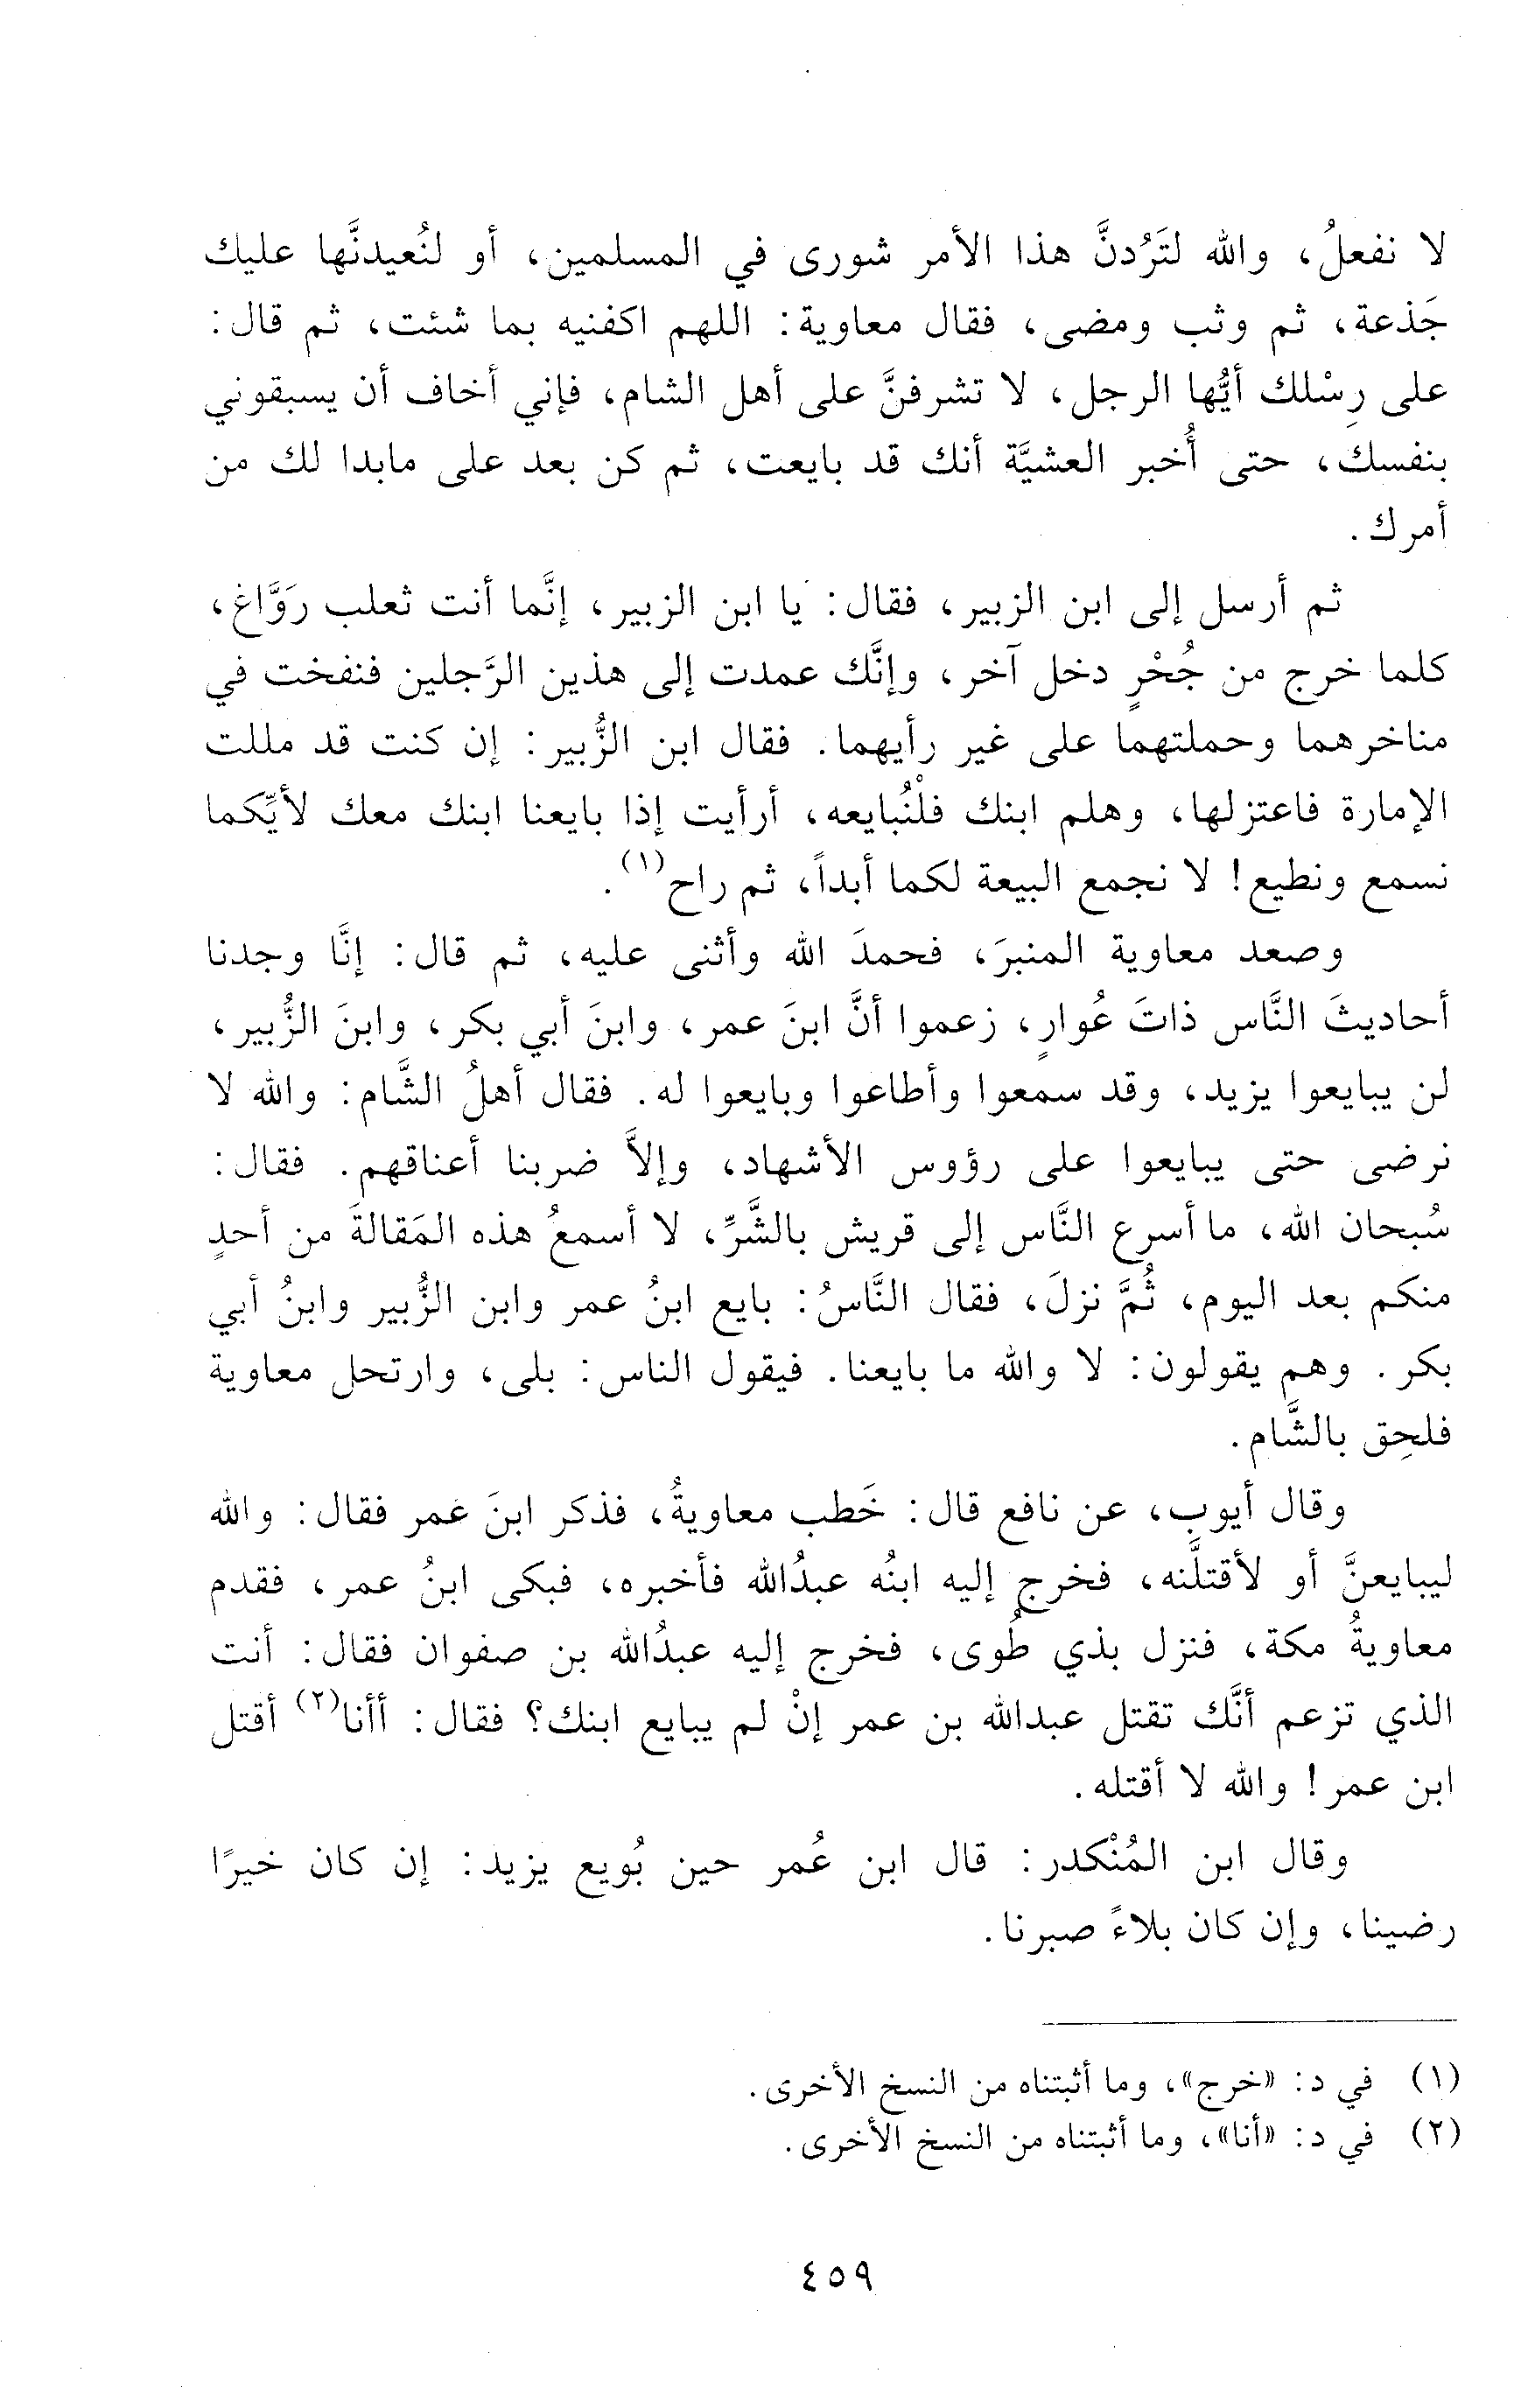 لا نفعلُ، والله لتَرُدنَّ هذا الأمر شورى في المسلمين، أو لنُعيدنَّها عليك
جَذعة، ثم وثب ومضى، فقال معاوية: اللهم اكفنيه بما شئت، ثم قال:
على رِسْلك أيُّها الرجل، لا تشرفنَّ على أهل الشام، فإني أخاف أن يسبقوني
بنفسك، حتى أُخبر العشيَّة أنك قد بايعت، ثم كن بعد على مابدا لك من
أمرك.
ثم أرسل إلى ابن الزبير، فقال: يا ابن الزبير، إنَّما أنت ثعلب رَوَّاغ،
كلما خرج من جُحْرٍ دخل آخر، وإنَّك عمدت إلى هذين الرَّجلين فنفخت في
مناخرهما وحملتهما على غير رأيهما. فقال ابن الزُّبير: إن كنت قد مللت
الإمارة فاعتزلها، وهلم ابنك فلْنُبايعه، أرأيت إذا بايعنا ابنك معك لأيِّكما
نسمع ونطيع! لا نجمع البيعة لكما أبداً، ثم راح(١).
وصعد معاوية المنبرَ، فحمدَ الله وأثنى عليه، ثم قال: إنَّا وجدنا
أحاديثَ النَّاس ذاتَ عُوارٍ، زعموا أنَّ ابنَ عمر، وابنَ أبي بكر، وابنَ الزُّبير،
لن يبايعوا يزيد، وقد سمعوا وأطاعوا وبايعوا له. فقال أهلُ الشَّام: والله لا
نرضى حتى يبايعوا على رؤوس الأشهاد، وإلاَّ ضربنا أعناقهم. فقال:
سُبحان الله، ما أسرع النَّاس إلى قريش بالشَّرِّ، لا أسمعُ هذه المَقالةَ من أحدٍ
منكم بعد اليوم، ثُمَّ نزلَ، فقال النَّاسُ: بايع ابنُ عمر وابن الزُّبير وابنُ أبي
بكر. وهم يقولون: لا والله ما بايعنا. فيقول الناس: بلى، وارتحل معاوية
فلحِق بالشَّام.
وقال أيوب، عن نافع قال: خَطب معاويةُ، فذكر ابنَ عمر فقال: والله
ليبايعنَّ أو لأقتلَّنه، فخرج إليه ابنُه عبدُالله فأخبره، فبكى ابنُ عمر، فقدم
معاويةُ مكة، فنزل بذي طُوى، فخرج إليه عبدُالله بن صفوان فقال: أنت
الذي تزعم أنَّك تقتل عبدالله بن عمر إنْ لم يبايع ابنك؟ فقال: أأنا(٢) أقتل
ابن عمر! والله لا أقتله.
وقال ابن المُنْكدر: قال ابن عُمر حين بُويع يزيد: إن كان خيرًا
رضينا، وإن كان بلاءً صبرنا.
(١) في د: «خرج»، وما أثبتناه من النسخ الأخرى.
(٢) في د: «أنا»، وما أثبتناه من النسخ الأخرى.
٤٥٩